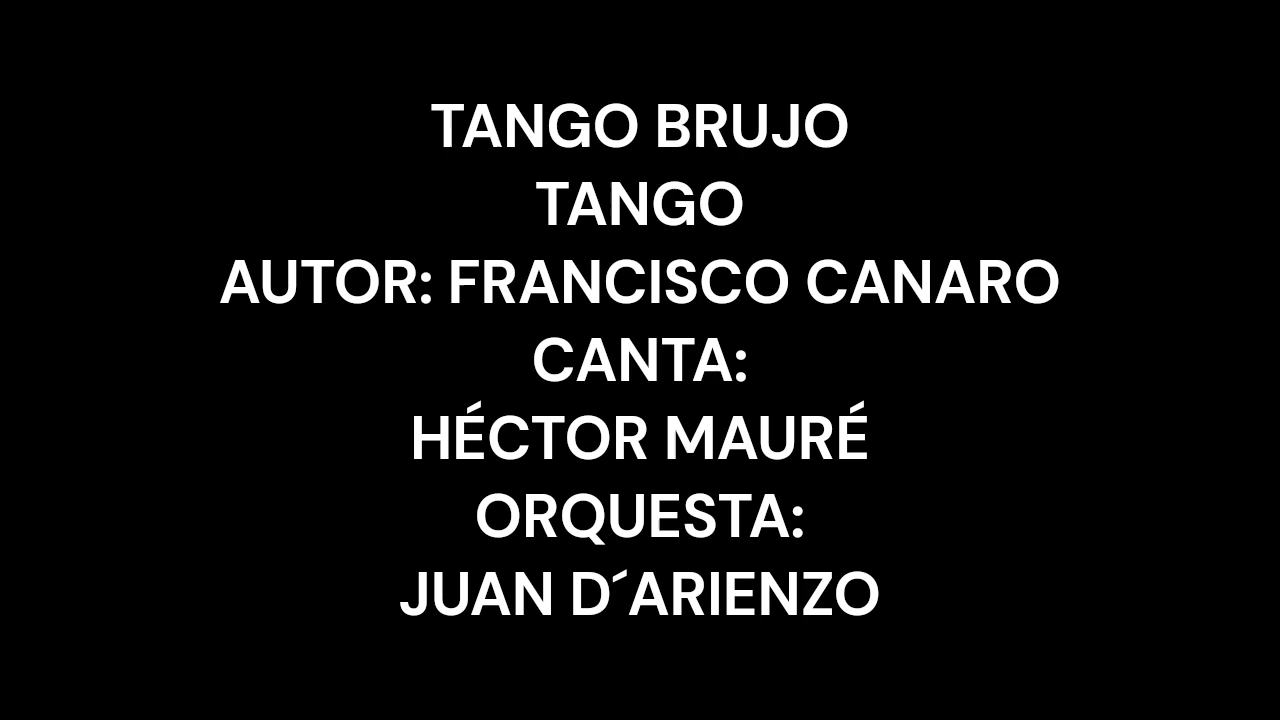 TANGO BRUJO
TANGO
AUTOR: FRANCISCO CANARO
CANTA:
HÉCTOR MAURÉ
ORQUESTA:
JUAN D´ARIENZO